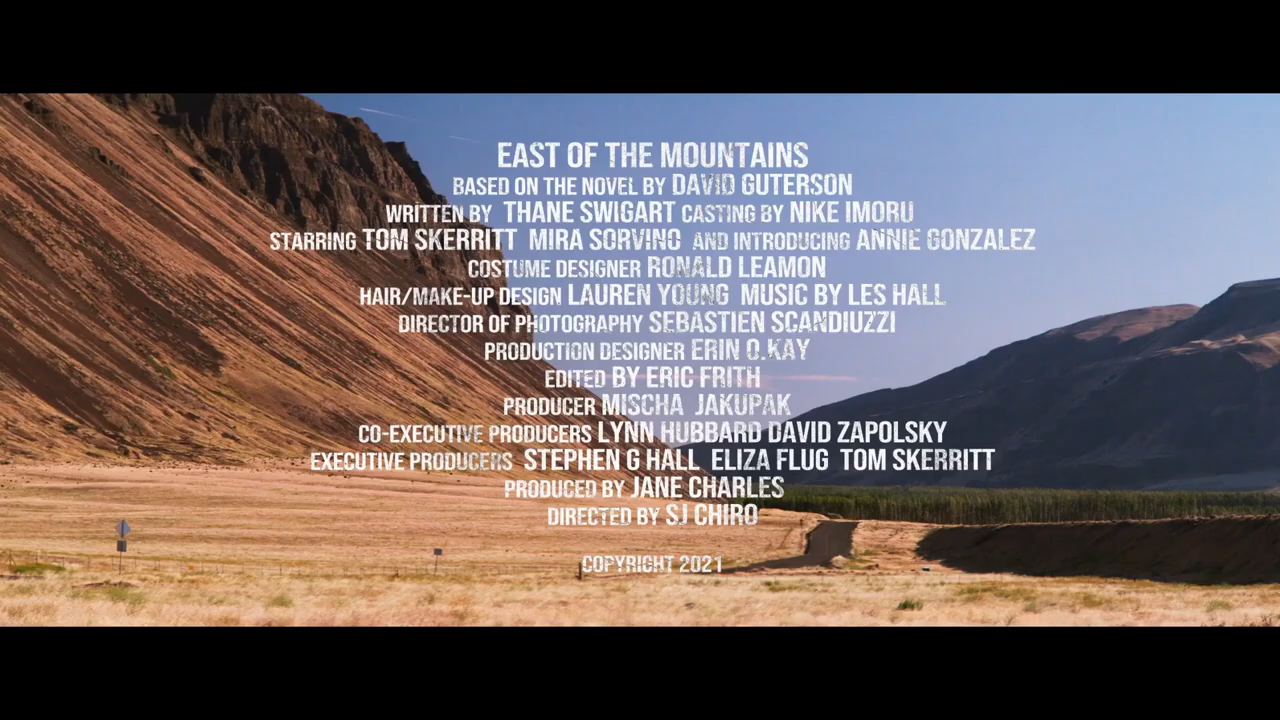 EAST OF THE MOUNTAINS
BASED ON THE NOVEL BY DAVID GUTERSON
WRITTEN BY THANE SWIGART CASTING BY NIKE IMORU
STARRING TOM SKERRITT MIRA SORVINO AND INTRODUCING ANNIE GONZALEZ
COSTUME DESIGNER RONALD LEAMON
HAIR/MAKE-UP DESIGN LAUREN YOUNG MUSIC BY LES HALL
DIRECTOR OF PHOTOGRAPHY SEBASTIEN SCANDIUZZI
PRODUCTION DESIGNER ERIN O.KAY
EDITED BY ERIC FRITH
PRODUCER MISCHA JAKUPAK
CO-EXECUTIVE PRODUCERS LYNN HUBBARD DAVID ZAPOLSKY
EXECUTIVE PRODUCERS STEPHEN G HALL ELIZA FLUG TOM SKERRITT
PRODUCED BY JANE CHARLES
DIRECTED BY SJ CHIRO
COPYRIGHT 2021